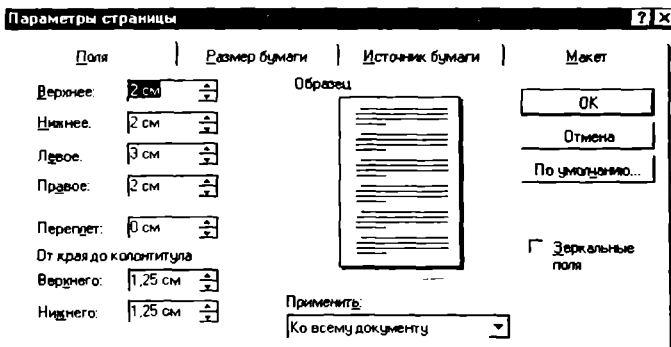 Параметры страницы
Поля
Размер бумаги
Источник бумаги
Макет
Верхнее: 2 см
Нижнее. 2 см
Левое. 3 см
Правое: 2 см
Переплет: 0 см
От края до колонтитула
Верхнего: 1,25 см
Нижнего: 1,25 см
Образец
Применить:
Ко всему документу
OK
Отмена
По умолчанию...
Зеркальные
поля